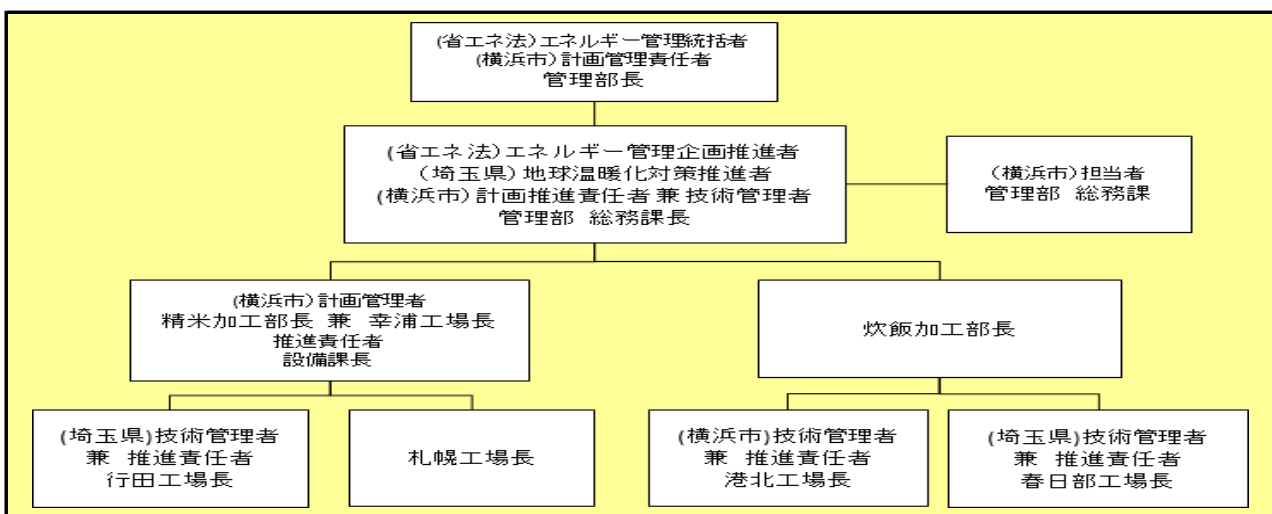 (省エネ法)エネルギー管理統括者
(横浜市)計画管理責任者
管理部長
(省エネ法)エネルギー管理企画推進者
(埼玉県)地球温暖化対策推進者
(横浜市)計画推進責任者 兼 技術管理者
管理部 総務課長
(横浜市)担当者
管理部 総務課
(横浜市)計画管理者
精米加工部長 兼 幸浦工場長
推進責任者
設備課長
炊飯加工部長
(埼玉県)技術管理者
兼 推進責任者
行田工場長
札幌工場長
(横浜市)技術管理者
兼 推進責任者
港北工場長
(埼玉県)技術管理者
兼 推進責任者
春日部工場長